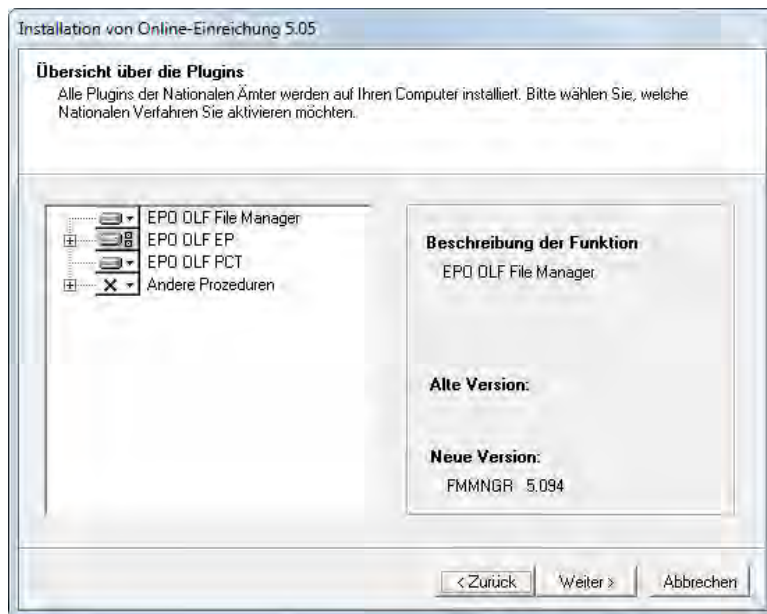 Installation von Online-Einreichung 5.05
Übersicht über die Plugins
Alle Plugins der Nationalen Ämter werden auf Ihren Computer installiert. Bitte wählen Sie, welche
Nationalen Verfahren Sie aktivieren möchten.
EPO OLF File Manager
EPO OLF EP
EPO OLF PCT
Andere Prozeduren
Beschreibung der Funktion
EPO OLF File Manager
Alte Version:
Neue Version:
FMMNGR 5.094
< Zurück
Weiter >
Abbrechen